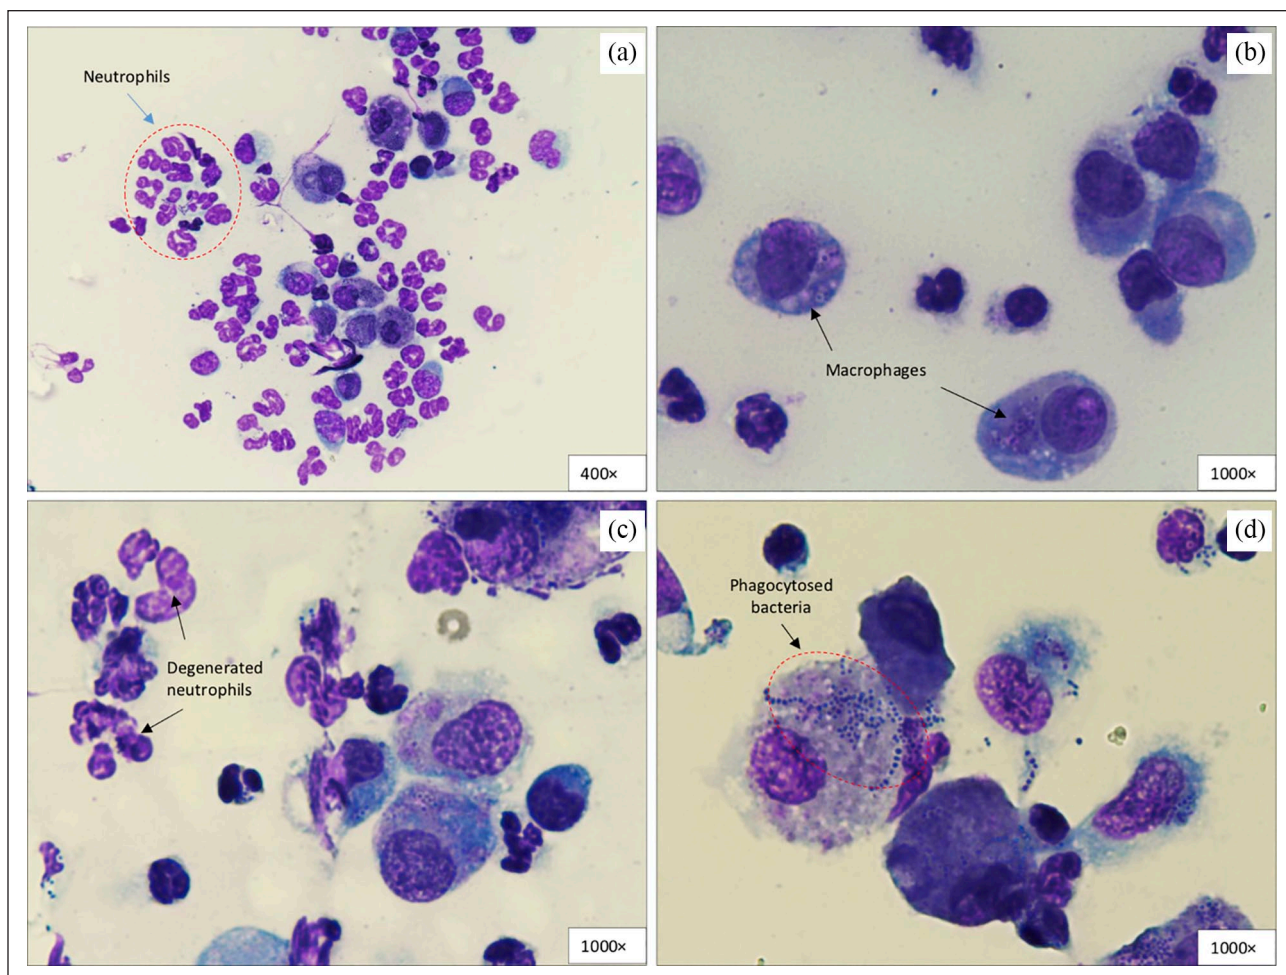 (a)
Neutrophils
400×
(b)
Macrophages
1000×
(c)
Degenerated
neutrophils
1000×
(d)
Phagocytosed
bacteria
1000×